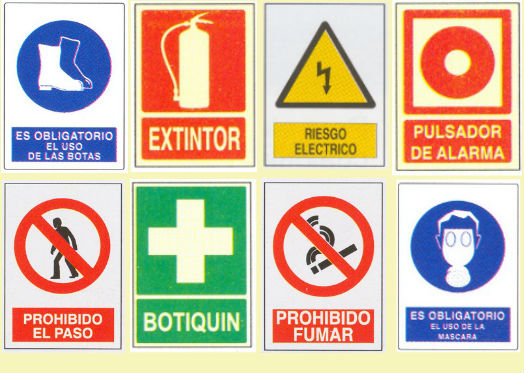 ES OBLIGATORIO
EL USO
DE LAS BOTAS
EXTINTOR
RIESGO
ELECTRICO
PULSADOR
DE ALARMA
PROHIBIDO
EL PASO
BOTIQUIN
PROHIBIDO
FUMAR
ES OBLIGATORIO
EL USO DE LA
MASCARA